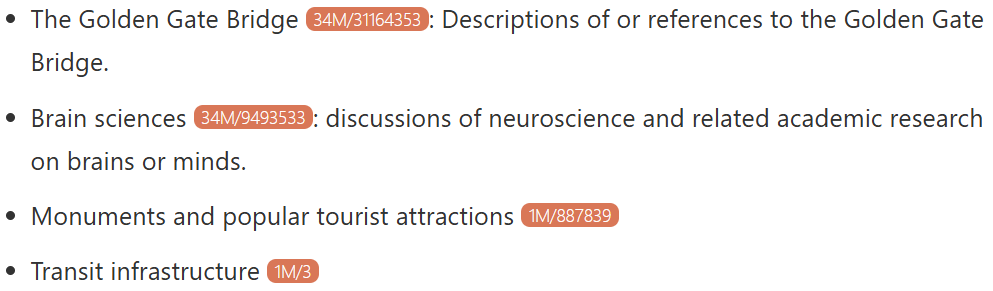 • The Golden Gate Bridge 34M/31164353: Descriptions of or references to the Golden Gate
Bridge.
• Brain sciences 34M/9493533: discussions of neuroscience and related academic research
on brains or minds.
• Monuments and popular tourist attractions 1M/887839
• Transit infrastructure 1M/3